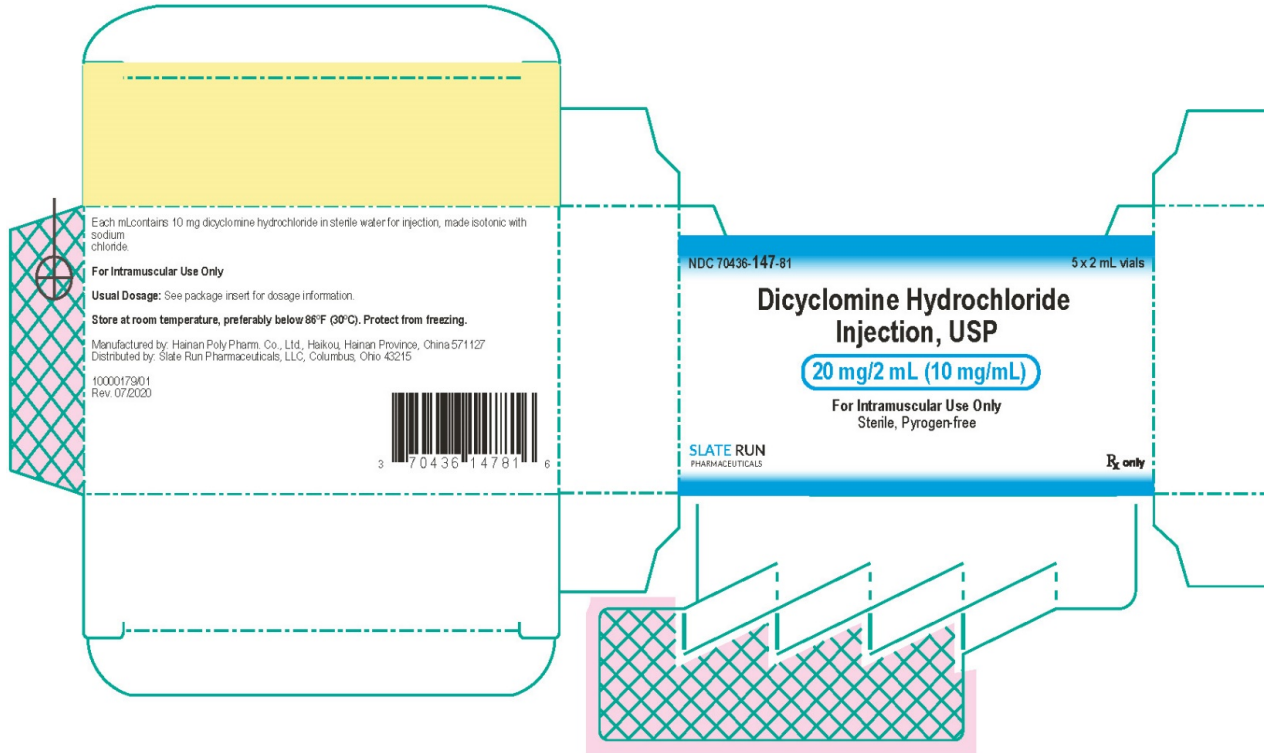 Each mLcontains 10 mg dicyclomine hydrochloride in sterile water for injection, made isotonic with
sodium
chloride.
For Intramuscular Use Only
Usual Dosage: See package insert for dosage information.
Store at room temperature, preferably below 86°F (30°C). Protect from freezing.
Manufactured by: Hainan Poly Pharm. Co., Ltd., Haikou, Hainan Province, China 571127
Distributed by: Slate Run Pharmaceuticals, LLC, Columbus, Ohio 43215
10000179/01
Rev. 07/2020
3 70436 14781 6
NDC 70436-147-81 5 x 2 mL vials
Dicyclomine Hydrochloride
Injection, USP
20 mg/2 mL (10 mg/mL)
For Intramuscular Use Only
Sterile, Pyrogen-free
SLATE RUN
PHARMACEUTICALS
Rx only